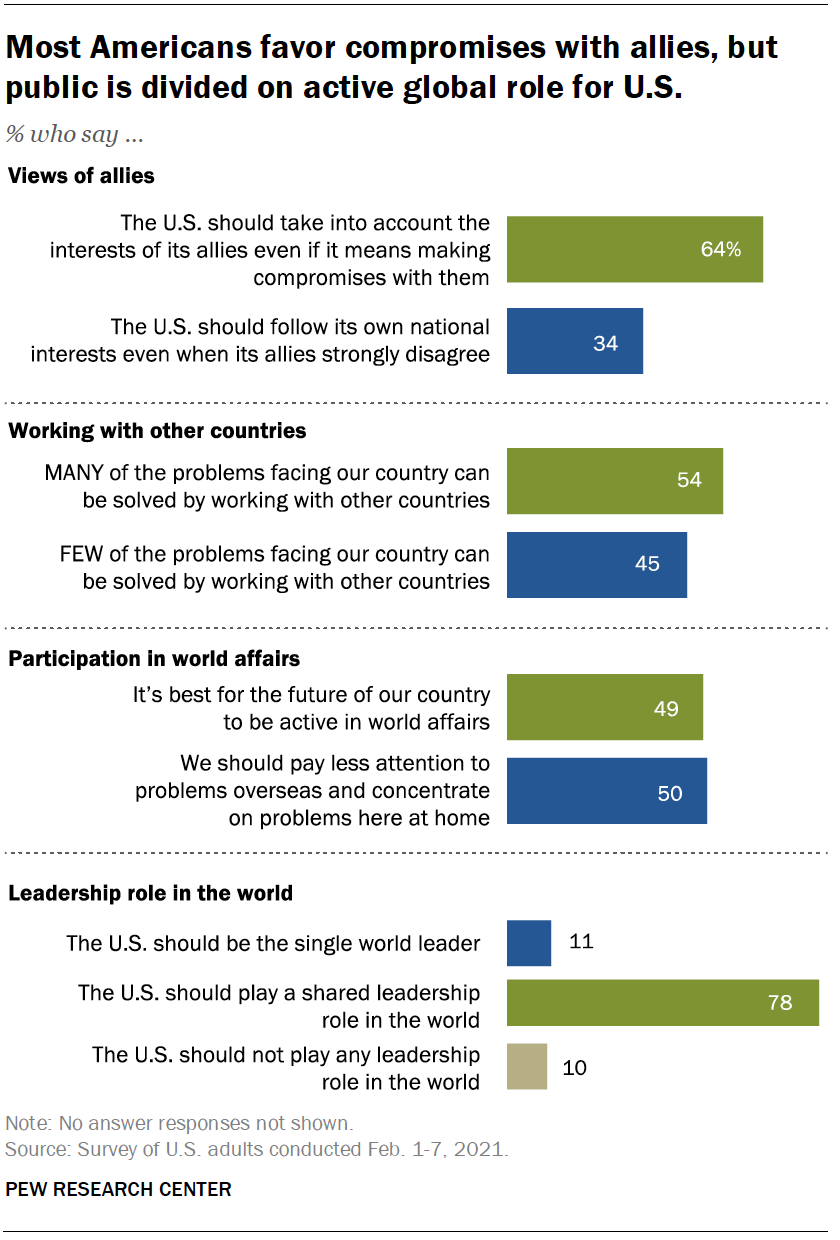 Most Americans favor compromises with allies, but
public is divided on active global role for U.S.
% who say ...
Views of allies
The U.S. should take into account the
interests of its allies even if it means making
compromises with them
64%
The U.S. should follow its own national
interests even when its allies strongly disagree
34
Working with other countries
MANY of the problems facing our country can
be solved by working with other countries
54
FEW of the problems facing our country can
be solved by working with other countries
45
Participation in world affairs
It’s best for the future of our country
to be active in world affairs
49
We should pay less attention to
problems overseas and concentrate
on problems here at home
50
Leadership role in the world
The U.S. should be the single world leader
11
The U.S. should play a shared leadership
role in the world
78
The U.S. should not play any leadership
role in the world
10
Note: No answer responses not shown.
Source: Survey of U.S. adults conducted Feb. 1-7, 2021.
PEW RESEARCH CENTER